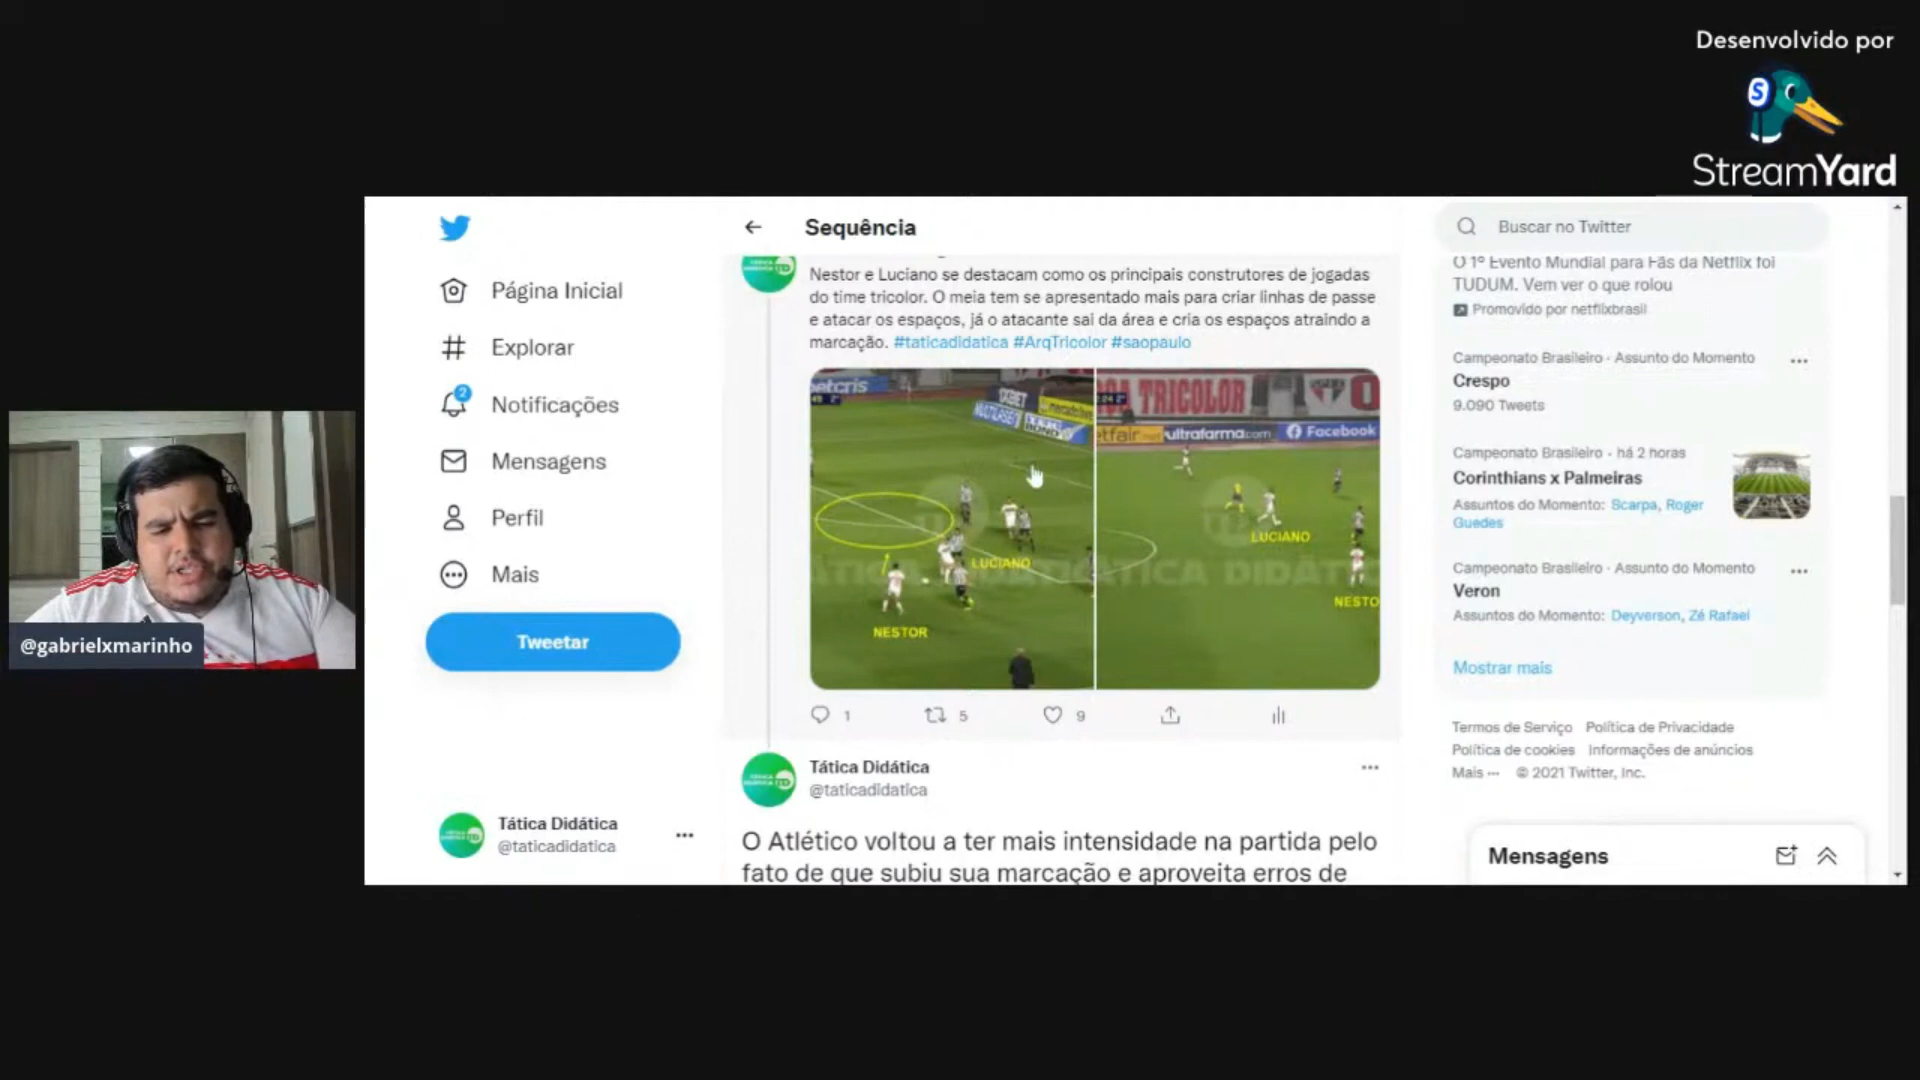 Desenvolvido por
StreamYard
Sequência
Buscar no Twitter
Página Inicial
Explorar
2
Notificações
Mensagens
Perfil
Mais
Tweetar
Tática Didática
@taticadidatica
@gabrielxmarinho
Nestor e Luciano se destacam como os principais construtores de jogadas
do time tricolor. O meia tem se apresentado mais para criar linhas de passe
e atacar os espaços, já o atacante sai da área e cria os espaços atraindo a
marcação. #taticadidatica #ArqTricolor #saopaulo
betcris
TRICOLOR
ultrafarma.com
Facebook
LUCIANO
NESTOR
LUCIANO
NESTO
1
5
9
Tática Didática
@taticadidatica
O Atlético voltou a ter mais intensidade na partida pelo
fato de que subiu sua marcação e aproveita erros de
O 1º Evento Mundial para Fãs da Netflix foi
TUDUM. Vem ver o que rolou
Promovido por netflixbrasil
Campeonato Brasileiro · Assunto do Momento
Crespo
9.090 Tweets
Campeonato Brasileiro · há 2 horas
Corinthians x Palmeiras
Assuntos do Momento: Scarpa, Roger
Guedes
Campeonato Brasileiro · Assunto do Momento
Veron
Assuntos do Momento: Deyverson, Zé Rafael
Mostrar mais
Termos de Serviço Política de Privacidade
Política de cookies Informações de anúncios
Mais ··· © 2021 Twitter, Inc.
Mensagens